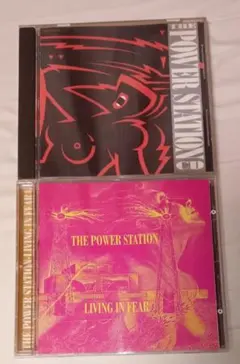 THE
POWER STATION
THE POWER STATION
LIVING IN FEAR
THE POWER STATION·LIVING IN FEAR